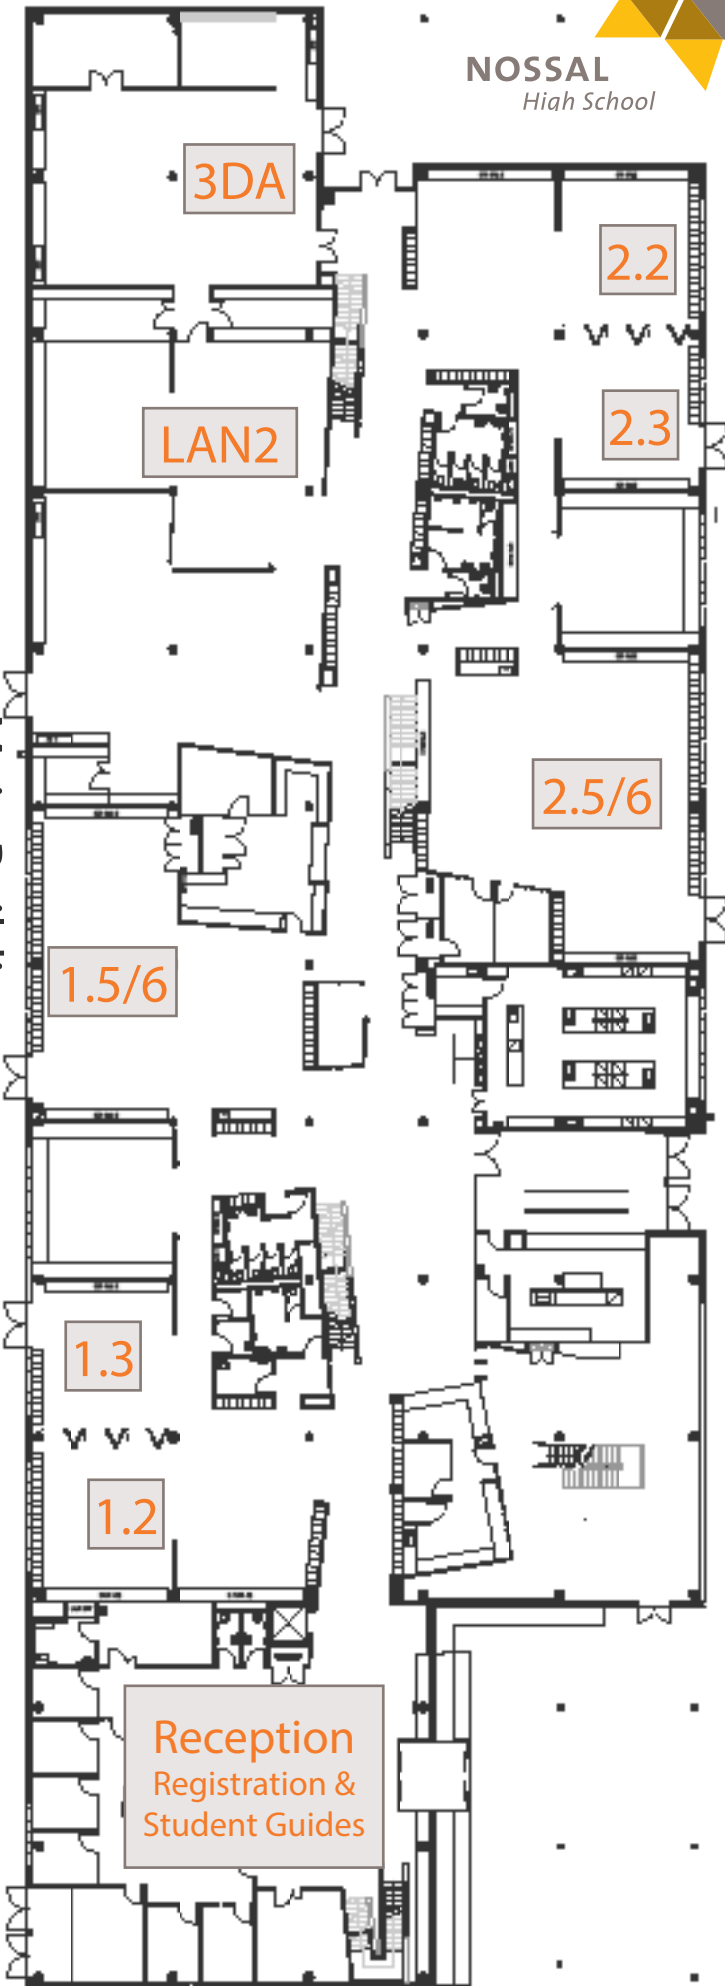 NOSSAL
High School
3DA
2.2
LAN2
2.3
2.5/6
1.5/6
1.3
1.2
Reception
Registration &
Student Guides